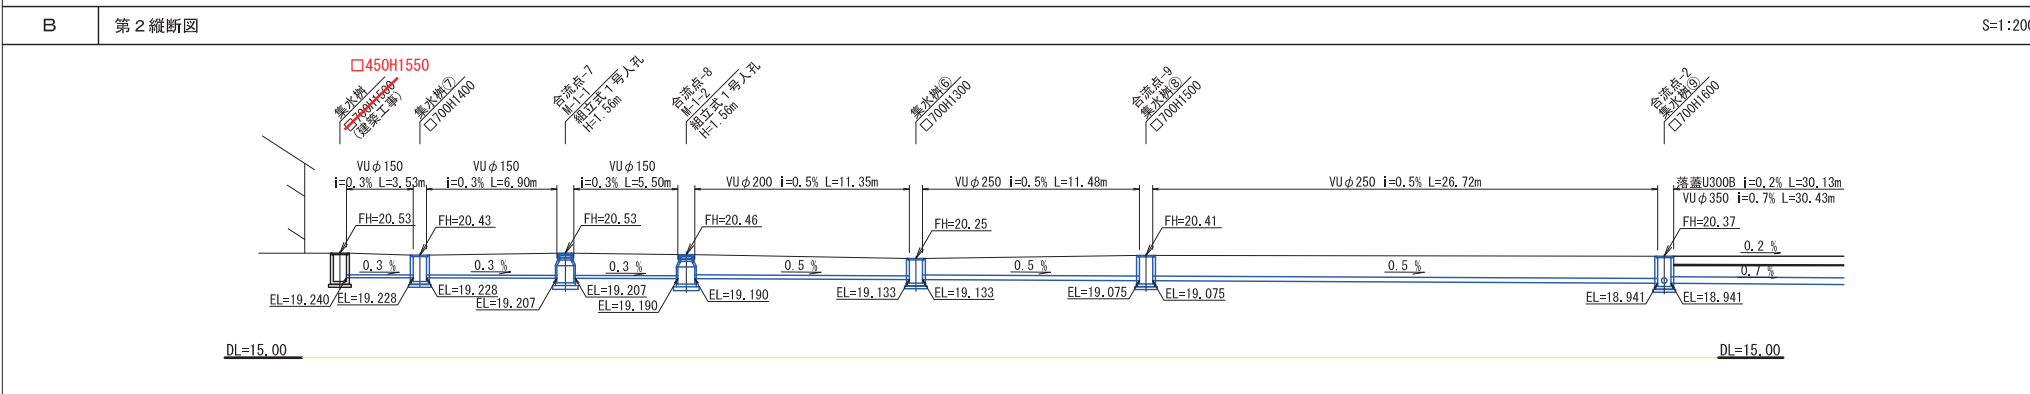 B
第2縦断図
S=1:200
□450H1550
集水桝
□700H1500
(建築工事)
集水桝⑦
□700H1400
合流点-7
M-1-1
組立式1号人孔
H=1.56m
合流点-8
M-1-2
組立式1号人孔
H=1.56m
集水桝⑥
□700H1300
合流点-9
集水桝⑧
□700H1500
合流点-2
集水桝⑨
□700H1600
VUφ150
i=0.3% L=3.53m
VUφ150
i=0.3% L=6.90m
VUφ150
i=0.3% L=5.50m
VUφ200 i=0.5% L=11.35m
VUφ250 i=0.5% L=11.48m
VUφ250 i=0.5% L=26.72m
落蓋U300B i=0.2% L=30.13m
VUφ350 i=0.7% L=30.43m
FH=20.53
FH=20.43
FH=20.53
FH=20.46
FH=20.25
FH=20.41
FH=20.37
0.3 %
0.3 %
0.3 %
0.5 %
0.5 %
0.5 %
0.2 %
0.7 %
EL=19.240
EL=19.228
EL=19.228
EL=19.207
EL=19.207
EL=19.190
EL=19.190
EL=19.133
EL=19.133
EL=19.075
EL=19.075
EL=18.941
EL=18.941
DL=15.00
DL=15.00